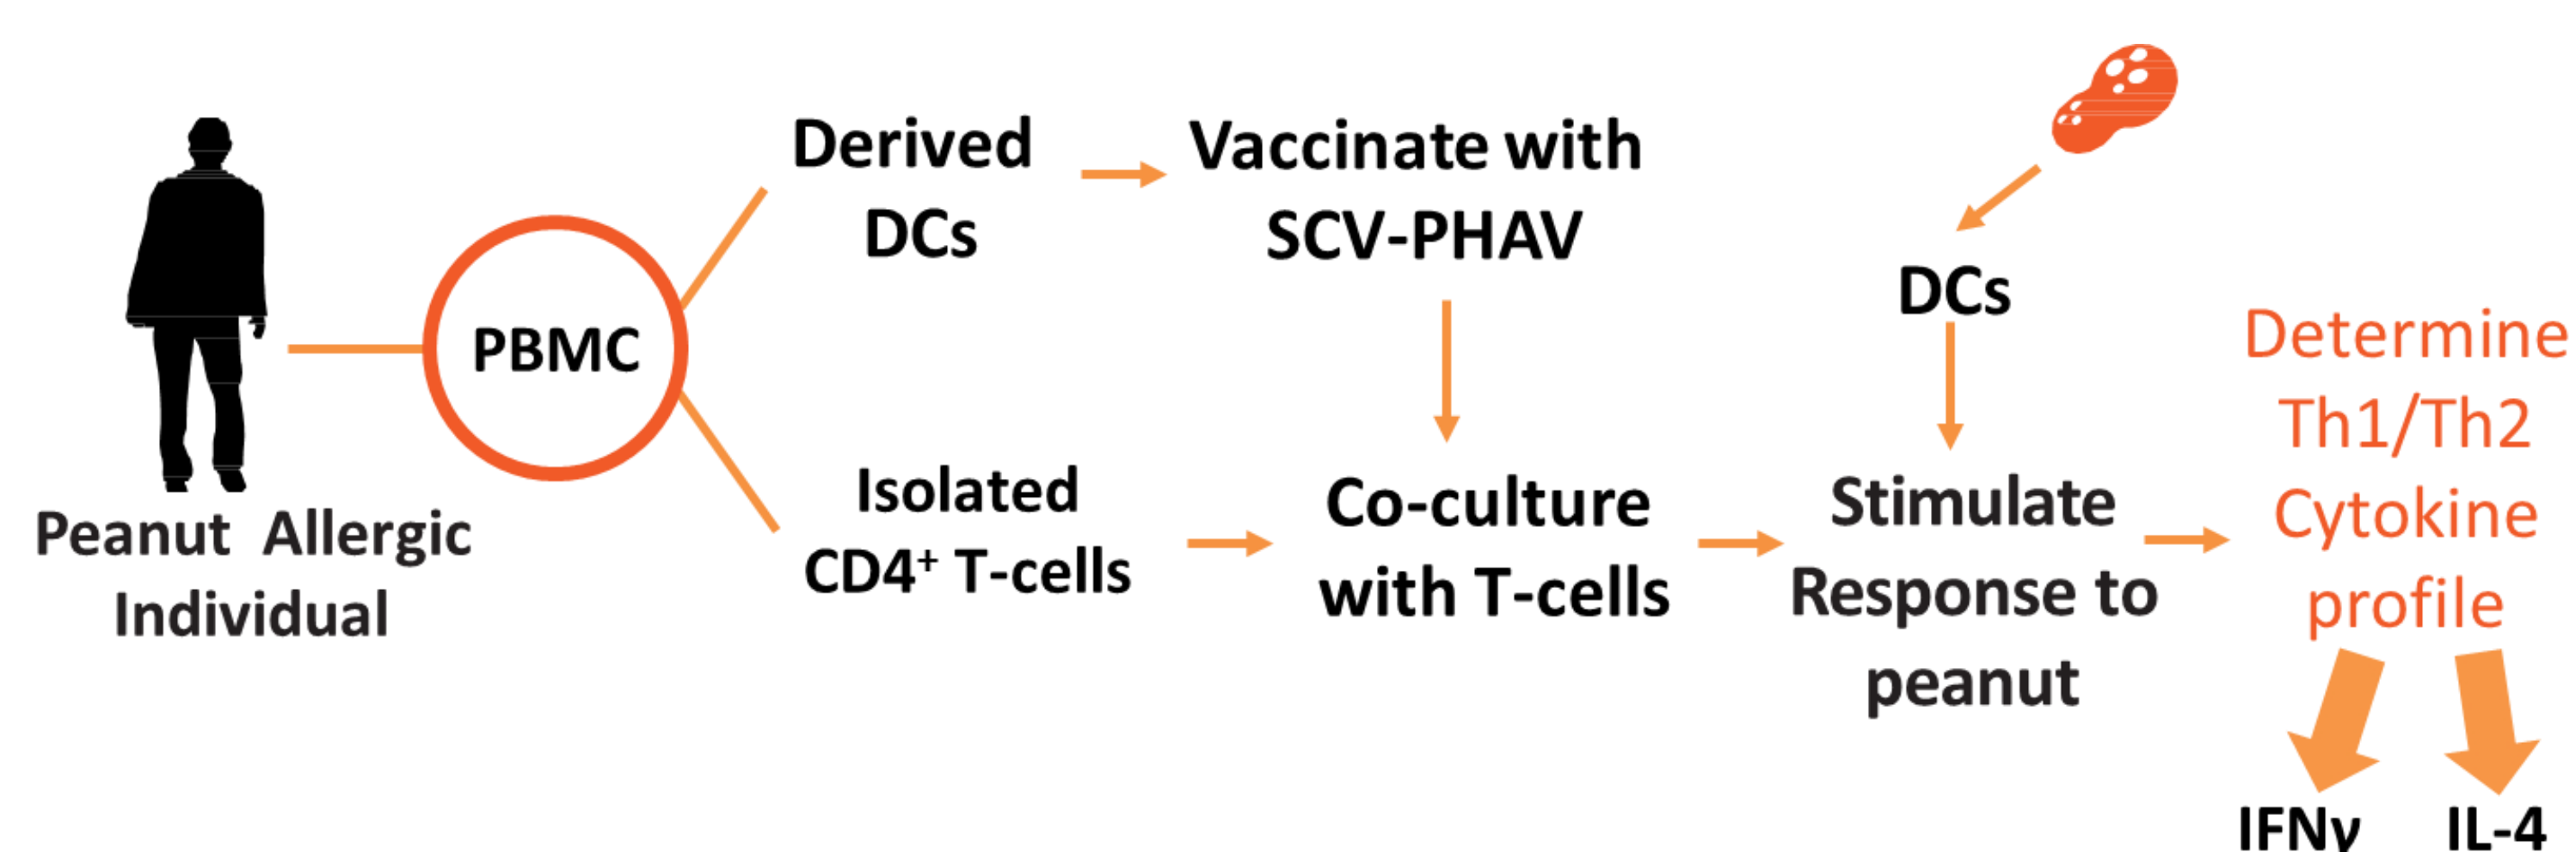 Peanut Allergic
Individual
PBMC
Derived
DCs
Isolated
CD4⁺ T-cells
Vaccinate with
SCV-PHAV
Co-culture
with T-cells
DCs
Stimulate
Response to
peanut
Determine
Th1/Th2
Cytokine
profile
IFNγ
IL-4